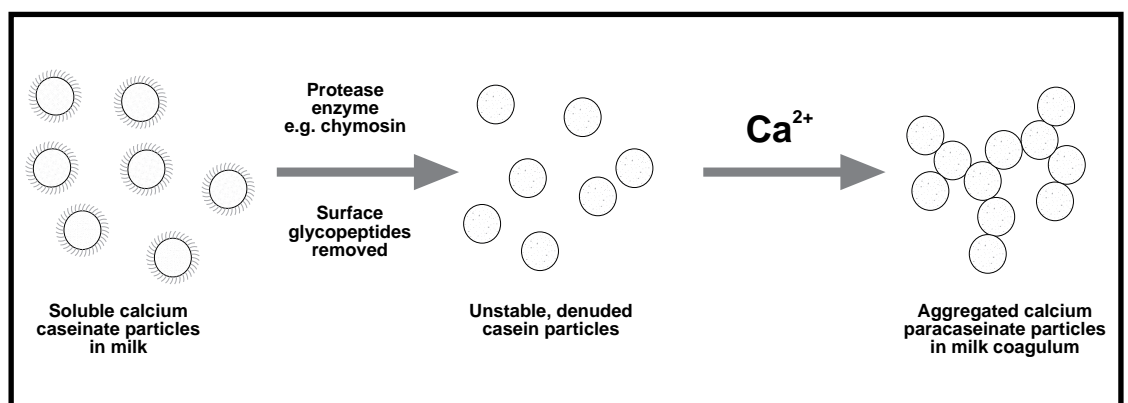 Protease
enzyme
e.g. chymosin
Surface
glycopeptides
removed
Ca2+
Soluble calcium
caseinate particles
in milk
Unstable, denuded
casein particles
Aggregated calcium
paracaseinate particles
in milk coagulum